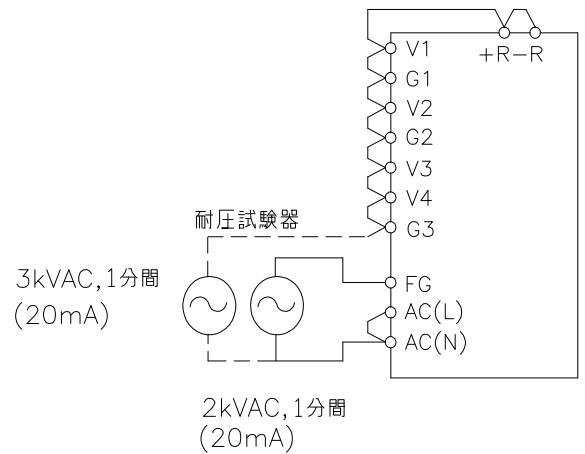 +R-R
V1
G1
V2
G2
V3
V4
G3
耐圧試験器
3kVAC,1分間
(20mA)
FG
AC(L)
AC(N)
2kVAC,1分間
(20mA)